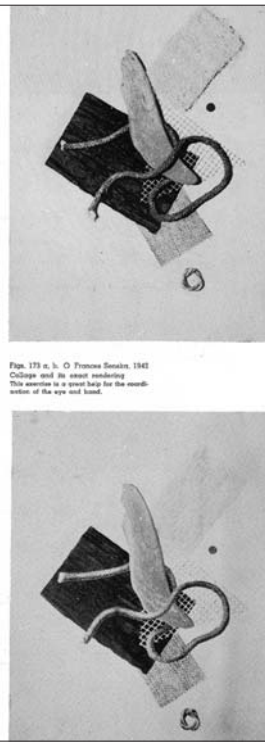 Figs. 173 a, b. O Frances Senska, 1942
Collage and its exact rendering
This exercise is a great help for the coordi-
nation of the eye and hand.